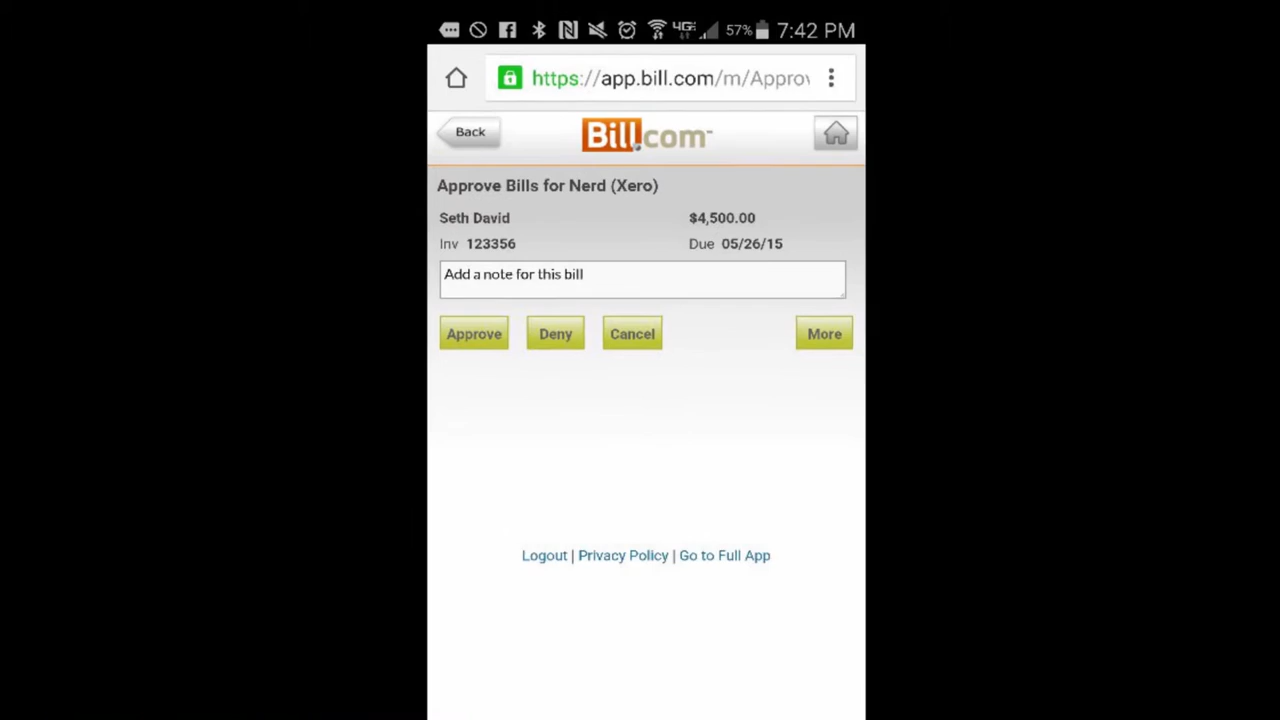 4G 57% 7:42 PM
https://app.bill.com/m/Approv
Back Bill.com
Approve Bills for Nerd (Xero)
Seth David $4,500.00
Inv 123356 Due 05/26/15
Add a note for this bill
Approve Deny Cancel More
Logout | Privacy Policy | Go to Full App